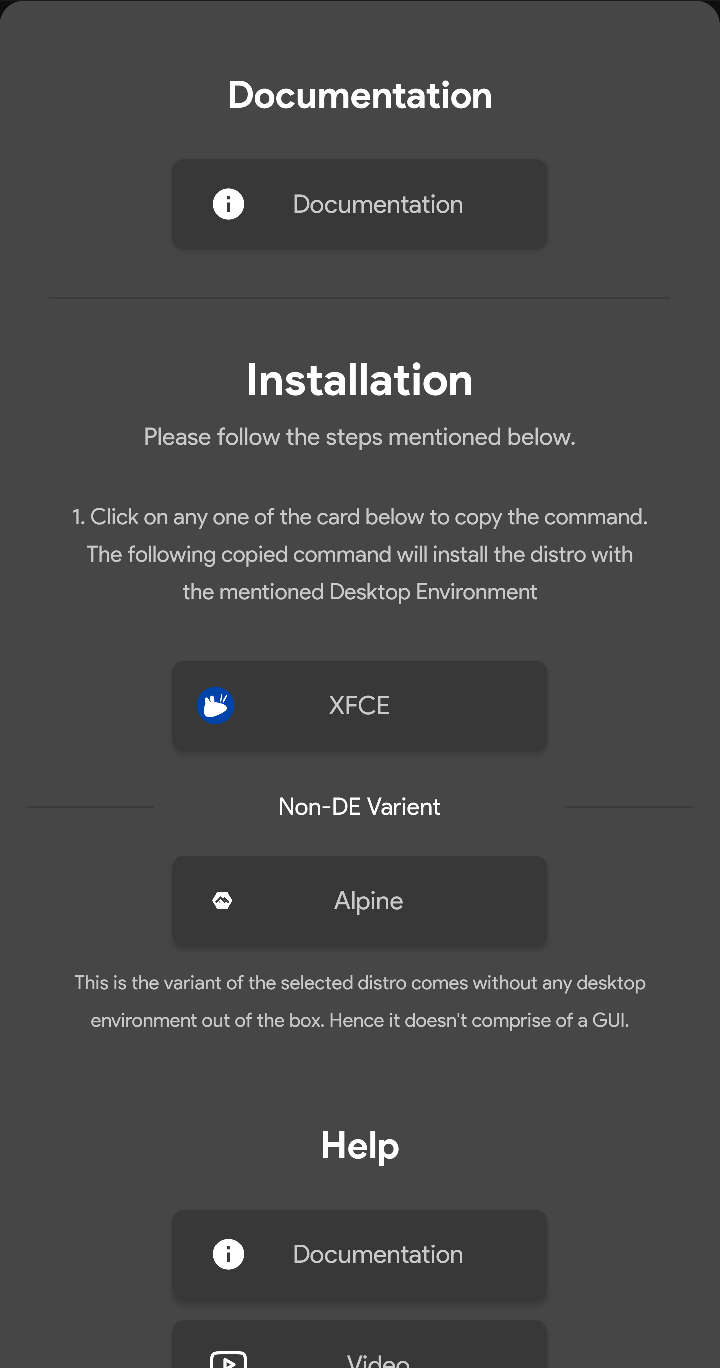 Documentation
Documentation
Installation
Please follow the steps mentioned below.
1. Click on any one of the card below to copy the command.
The following copied command will install the distro with
the mentioned Desktop Environment
XFCE
Non-DE Varient
Alpine
This is the variant of the selected distro comes without any desktop
environment out of the box. Hence it doesn't comprise of a GUI.
Help
Documentation
Video